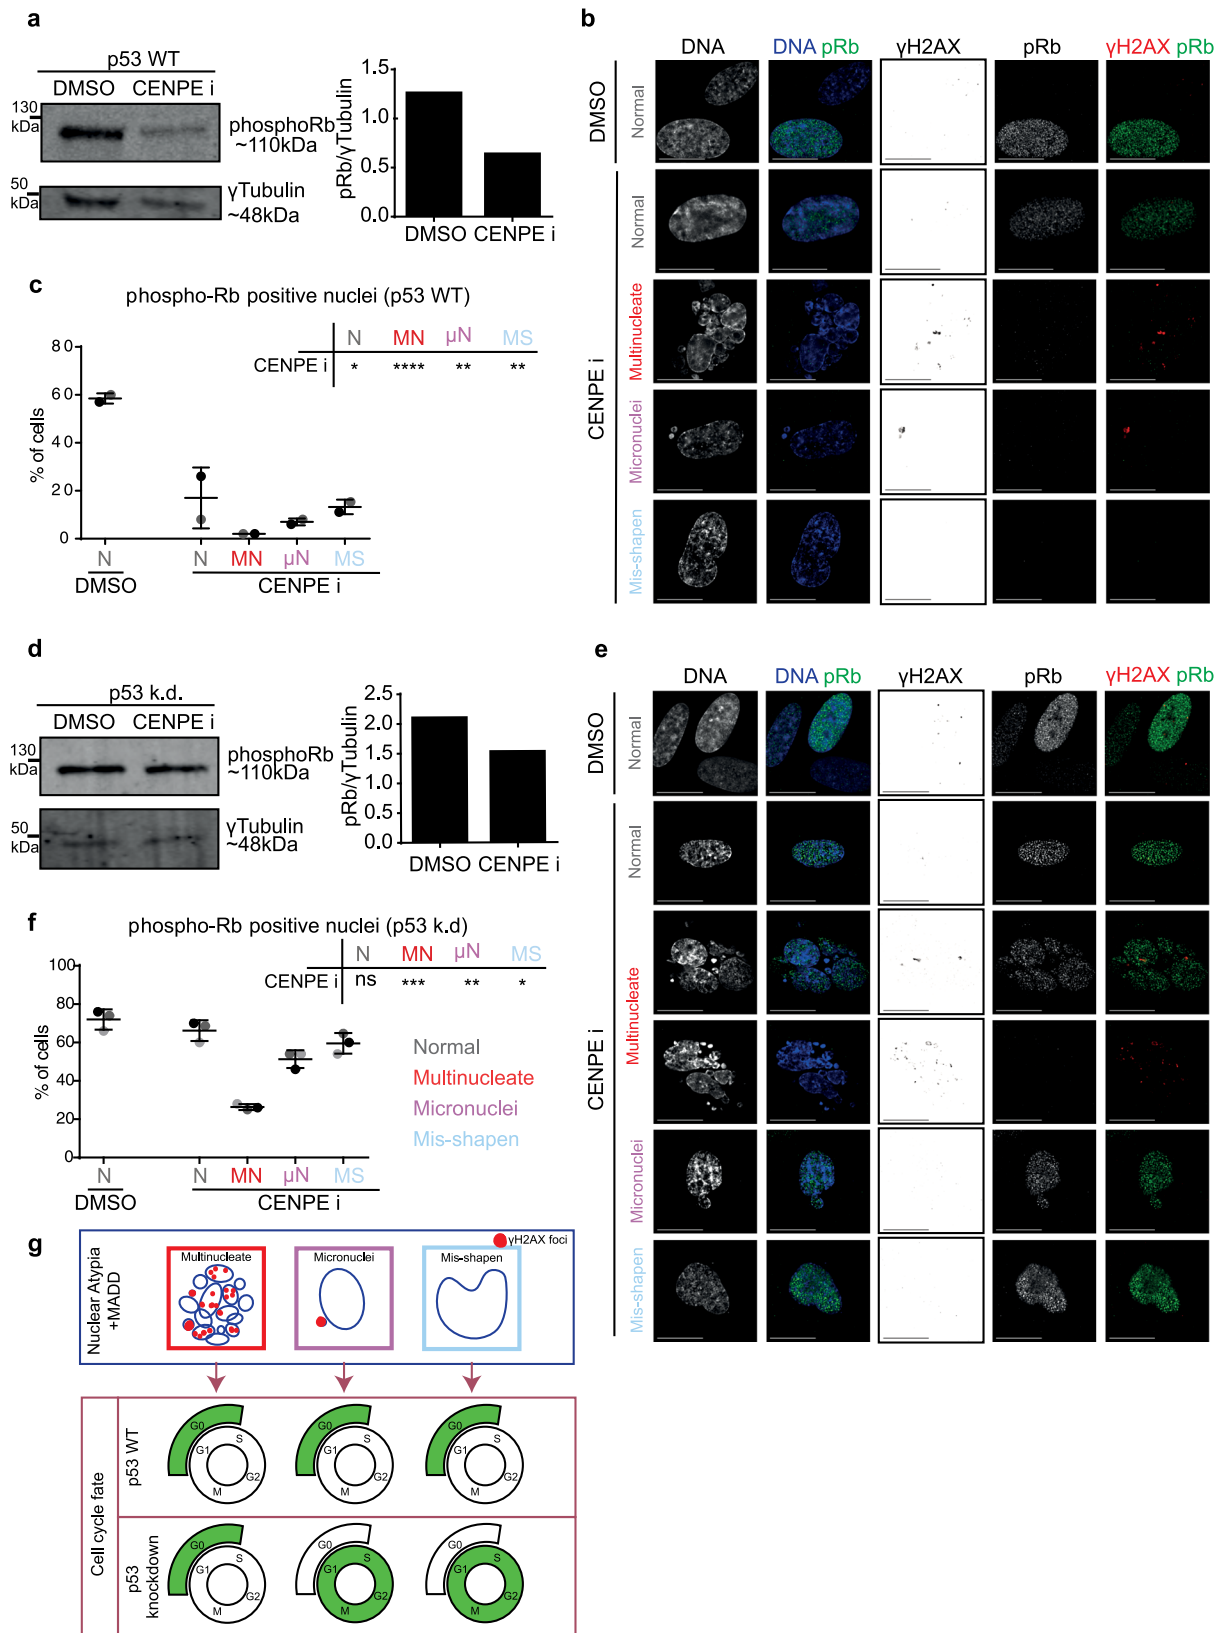 a
p53 WT
DMSO CENPE i
130
kDa
phosphoRb
~110kDa
50
kDa
γTubulin
~48kDa
pRb/γTubulin
1.5
1.0
0.5
0.0
DMSO
CENPE i
b
DNA DNA pRb γH2AX pRb γH2AX pRb
DMSO
Normal
CENPE i
Normal
Multinucleate
Micronuclei
Mis-shapen
c
phospho-Rb positive nuclei (p53 WT)
N MN µN MS
CENPE i * **** ** **
% of cells
80
60
40
20
0
N N MN µN MS
DMSO CENPE i
d
p53 k.d.
DMSO CENPE i
130
kDa
phosphoRb
~110kDa
50
kDa
γTubulin
~48kDa
pRb/γTubulin
2.5
2.0
1.5
1.0
0.5
0.0
DMSO CENPE i
e
DNA DNA pRb γH2AX pRb γH2AX pRb
DMSO
Normal
CENPE i
Normal
Multinucleate
Micronuclei
Mis-shapen
f
phospho-Rb positive nuclei (p53 k.d)
N MN µN MS
CENPE i ns *** ** *
% of cells
100
80
60
40
20
0
N N MN µN MS
DMSO CENPE i
Normal
Multinucleate
Micronuclei
Mis-shapen
g
γH2AX foci
Nuclear Atypia
+MADD
Multinucleate Micronuclei Mis-shapen
Cell cycle fate
p53 WT
G0 G1 S G2 M
G0 G1 S G2 M
G0 G1 S G2 M
p53
knockdown
G0 G1 S G2 M
G0 G1 S G2 M
G0 G1 S G2 M